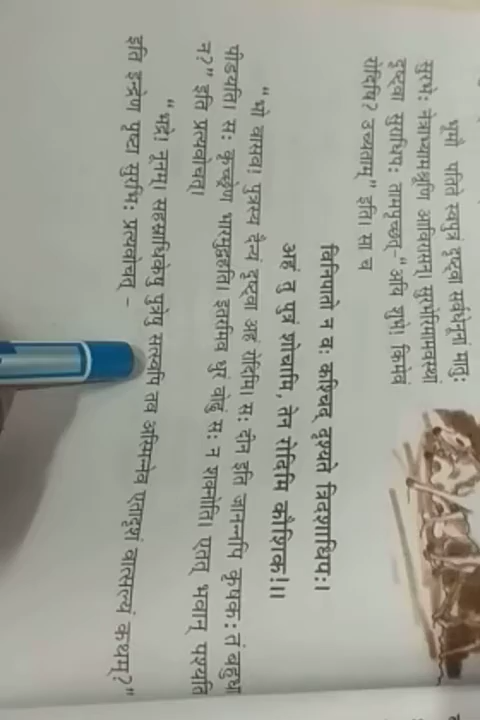 भूमौ पतिते स्वपुत्रं दृष्ट्वा सर्वधेनूनां मातुः
सुरभेः नेत्राभ्यामश्रूणि आविरासन्। सुरभेरिमामवस्थां
दृष्ट्वा सुराधिपः तामपृच्छत्-"अयि शुभे! किमेवं
रोदिषि? उच्यताम्" इति। सा च
विनिपातो न वः कश्चिद् दृश्यते त्रिदशाधिपः।
अहं तु पुत्रं शोचामि, तेन रोदिमि कौशिक!॥
"भो वासव! पुत्रस्य दैन्यं दृष्ट्वा अहं रोदिमि। सः दीन इति जानन्नपि कृषकः तं बहुधा
पीडयति। सः कृच्छ्रेण भारमुद्वहति। इतरमिव धुरं वोढुं सः न शक्नोति। एतत् भवान् पश्यति
न?" इति प्रत्यवोचत्।
"भद्रे! नूनम्। सहस्राधिकेषु पुत्रेषु सत्स्वपि तव अस्मिन्नेव एतादृशं वात्सल्यं कथम्?"
इति इन्द्रेण पृष्टा सुरभिः प्रत्यवोचत् -